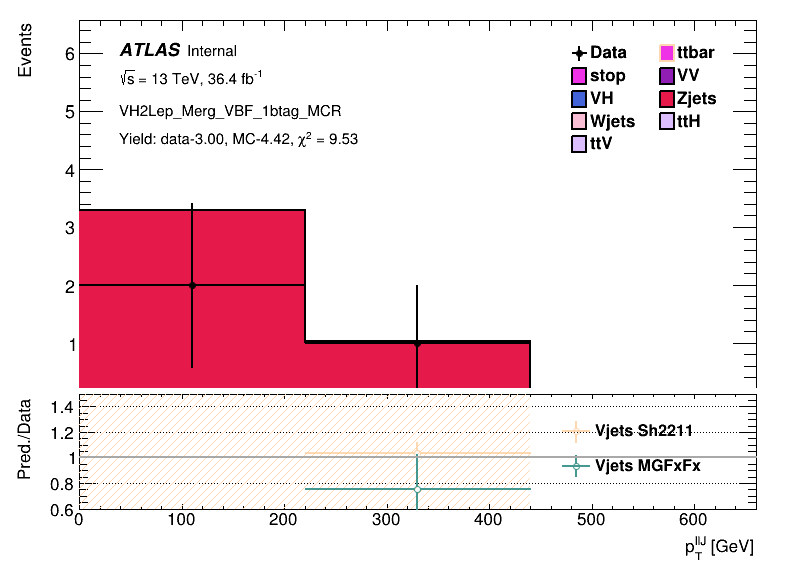 Events
ATLAS Internal
√s = 13 TeV, 36.4 fb⁻¹
VH2Lep_Merg_VBF_1btag_MCR
Yield: data-3.00, MC-4.42, χ² = 9.53
Data ttbar
stop VV
VH Zjets
Wjets ttH
ttV
6
5
4
3
2
1
Pred./Data
1.4
1.2
1
0.8
0.6
Vjets Sh2211
Vjets MGFxFx
0 100 200 300 400 500 600
p_T^llJ [GeV]